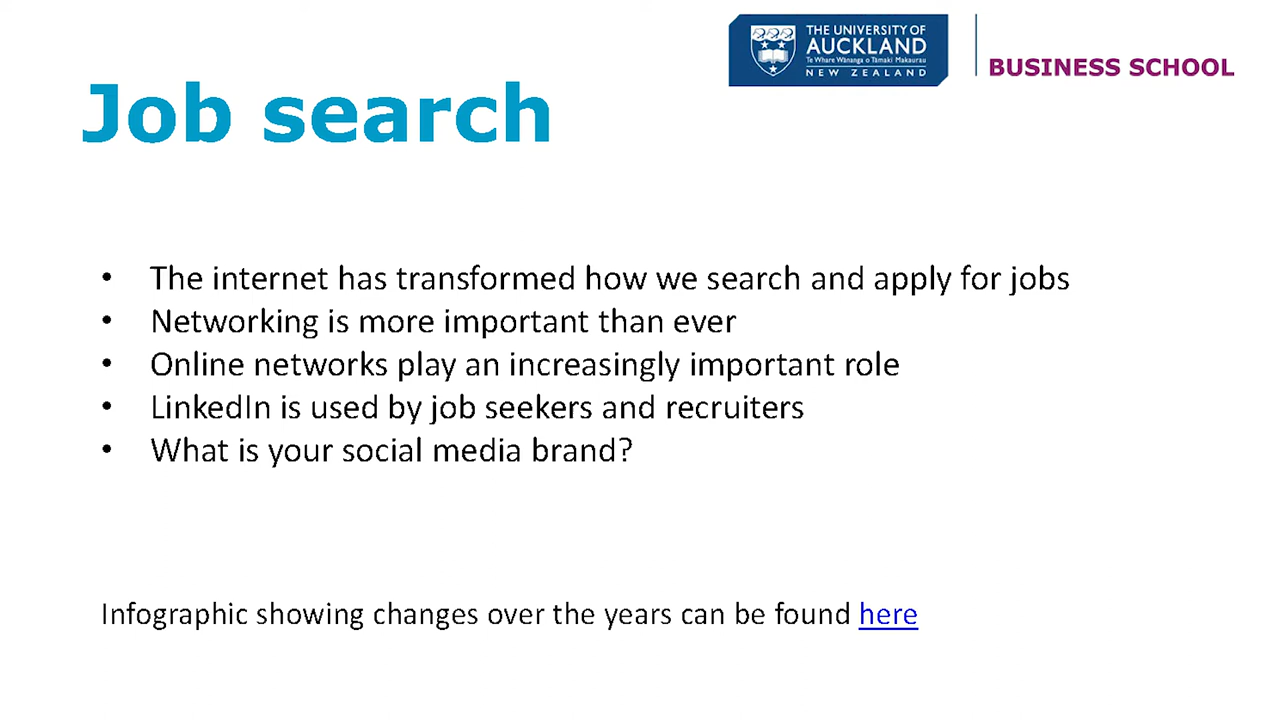 THE UNIVERSITY OF
AUCKLAND
Te Whare Wānanga o Tāmaki Makaurau
NEW ZEALAND
BUSINESS SCHOOL
Job search
• The internet has transformed how we search and apply for jobs
• Networking is more important than ever
• Online networks play an increasingly important role
• LinkedIn is used by job seekers and recruiters
• What is your social media brand?
Infographic showing changes over the years can be found here